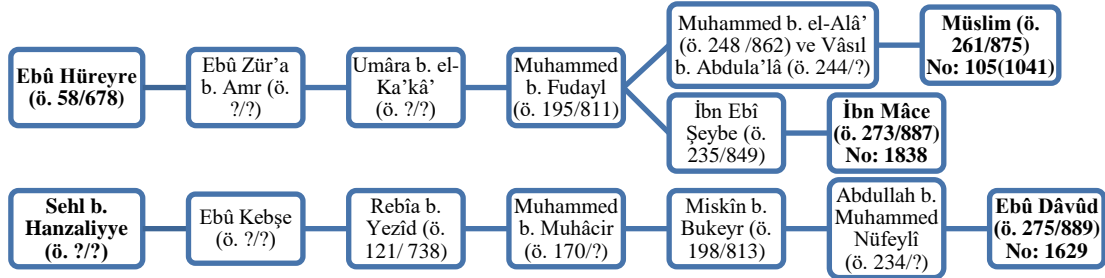 Ebû Hüreyre
(ö. 58/678)
Ebû Zür'a
b. Amr (ö.
?/?)
Umâra b. el-
Ka'kâ'
(ö. ?/?)
Muhammed
b. Fudayl
(ö. 195/811)
Muhammed b. el-Alâ'
(ö. 248 /862) ve Vâsıl
b. Abdula'lâ (ö. 244/?)
Müslim (ö.
261/875)
No: 105(1041)
İbn Ebî
Şeybe (ö.
235/849)
İbn Mâce
(ö. 273/887)
No: 1838
Sehl b.
Hanzaliyye
(ö. ?/?)
Ebû Kebşe
(ö. ?/?)
Rebîa b.
Yezîd (ö.
121/ 738)
Muhammed
b. Muhâcir
(ö. 170/?)
Miskîn b.
Bukeyr (ö.
198/813)
Abdullah b.
Muhammed
Nüfeylî
(ö. 234/?)
Ebû Dâvûd
(ö. 275/889)
No: 1629